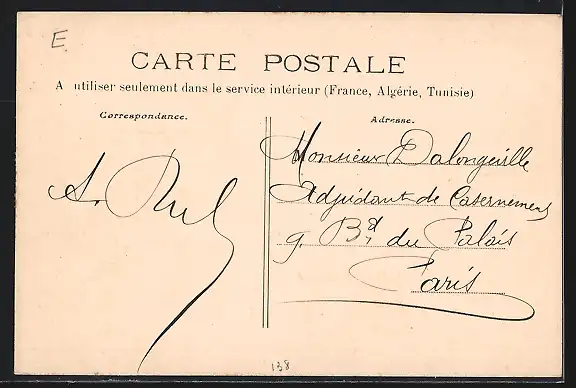 E
CARTE POSTALE
A utiliser seulement dans le service intérieur (France, Algérie, Tunisie)
Correspondance.
Adresse.
A.
Monsieur Dalongeville
Adjudant de Casernement
9, Bd du Palais
Paris
138